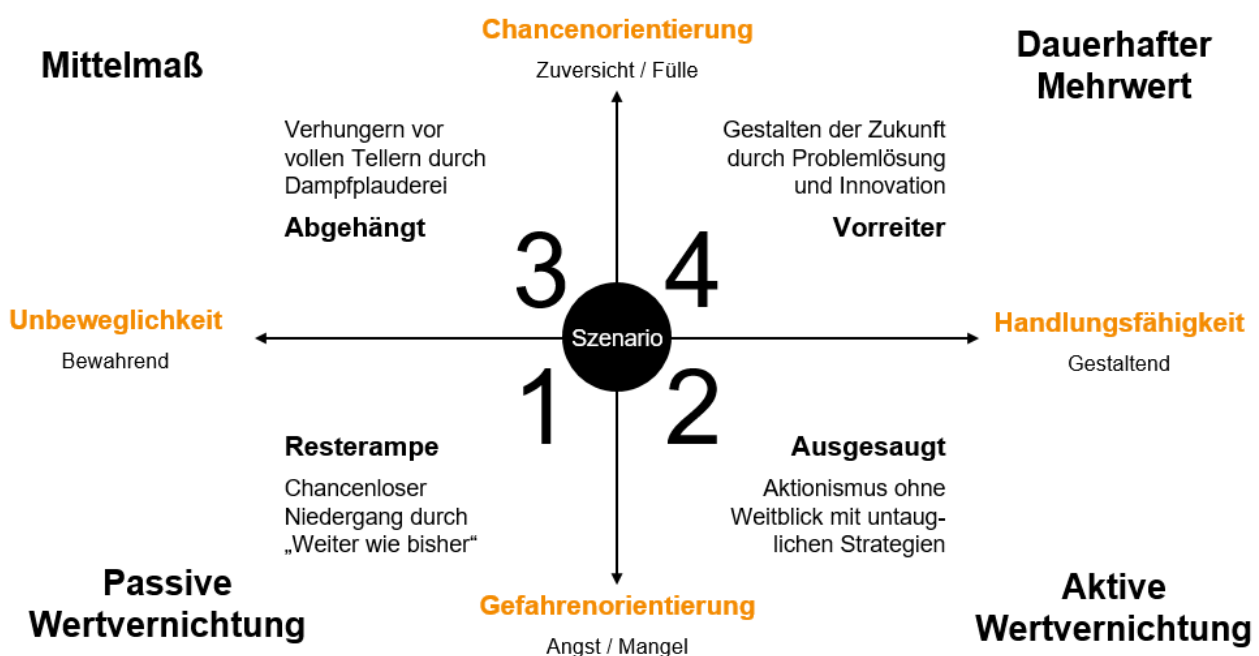 Chancenorientierung
Zuversicht / Fülle
Mittelmaß
Dauerhafter
Mehrwert
Verhungern vor
vollen Tellern durch
Dampfplauderei
Abgehängt
Gestalten der Zukunft
durch Problemlösung
und Innovation
Vorreiter
3
4
Unbeweglichkeit
Bewahrend
Szenario
Handlungsfähigkeit
Gestaltend
1
2
Resterampe
Chancenloser
Niedergang durch
„Weiter wie bisher“
Ausgesaugt
Aktionismus ohne
Weitblick mit untaug-
lichen Strategien
Passive
Wertvernichtung
Gefahrenorientierung
Angst / Mangel
Aktive
Wertvernichtung